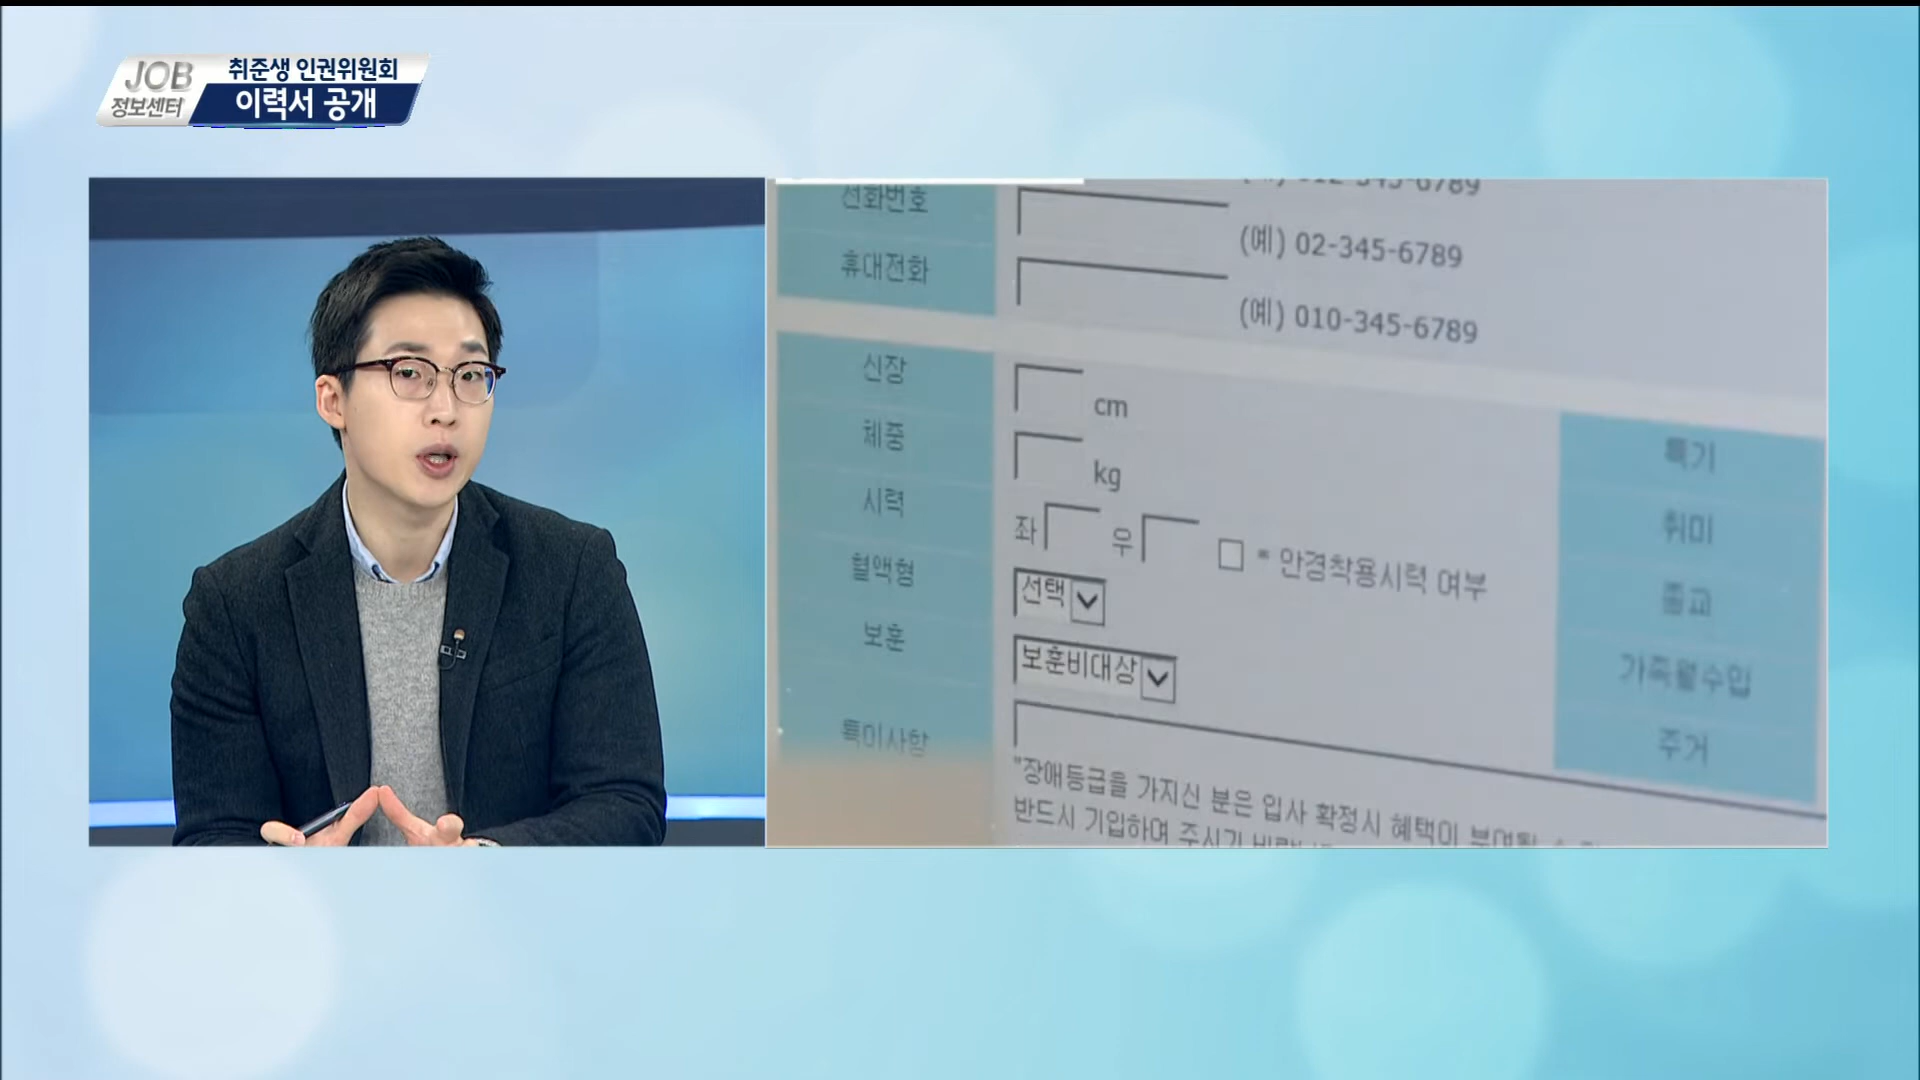 JOB
정보센터
취준생 인권위원회
이력서 공개
전화번호
(예) 02-345-6789
휴대전화
(예) 010-345-6789
신장
cm
체중
kg
시력
좌
우
* 안경착용시력 여부
혈액형
선택
보훈
보훈비대상
특이사항
"장애등급을 가지신 분은 입사 확정시 혜택이 부여될 수
반드시 기입하여 주시기
특기
취미
종교
가족월수입
주거